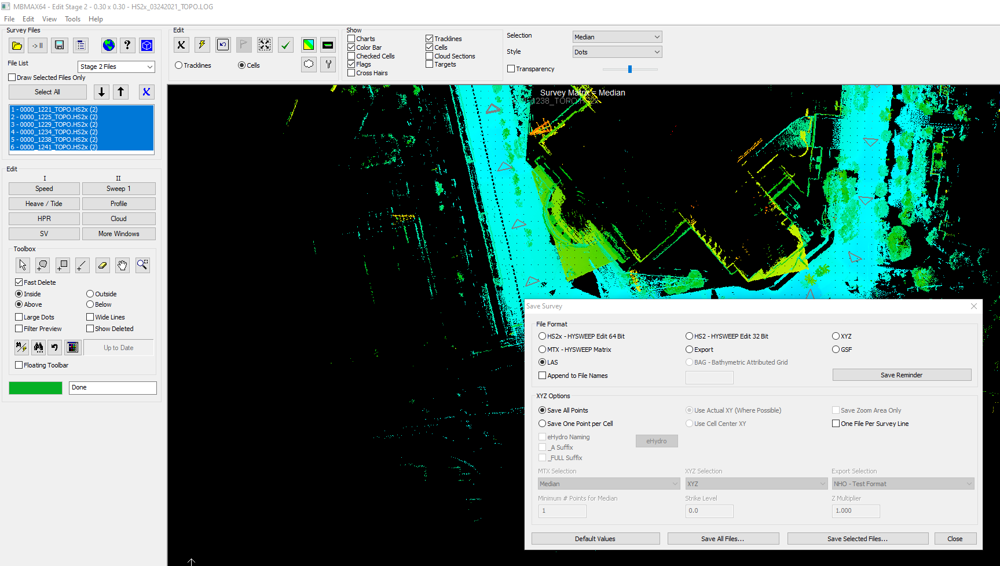 MBMAX64 - Edit Stage 2 - 0.30 x 0.30 - HS2x_03242021_TOPO.LOG
File Edit View Tools Help
Survey Files
-> II
?
File List
Stage 2 Files
Draw Selected Files Only
Select All
X
1 - 0000_1221_TOPO.HS2x (2)
2 - 0000_1225_TOPO.HS2x (2)
3 - 0000_1229_TOPO.HS2x (2)
4 - 0000_1234_TOPO.HS2x (2)
5 - 0000_1238_TOPO.HS2x (2)
6 - 0000_1241_TOPO.HS2x (2)
Edit
I II
Speed Sweep 1
Heave / Tide Profile
HPR Cloud
SV More Windows
Toolbox
Fast Delete
Inside Outside
Above Below
Large Dots Wide Lines
Filter Preview Show Deleted
Up to Date
Floating Toolbar
Done
Edit
X
Tracklines Cells
Show
Charts Tracklines
Color Bar Cells
Checked Cells Cloud Sections
Flags Targets
Cross Hairs
Selection Median
Style Dots
Transparency
Survey Matrix = Median
1238_TOPO.HS2x
Save Survey
File Format
HS2x - HYSWEEP Edit 64 Bit HS2 - HYSWEEP Edit 32 Bit XYZ
MTX - HYSWEEP Matrix Export GSF
LAS BAG - Bathymetric Attributed Grid
Append to File Names Save Reminder
XYZ Options
Save All Points Use Actual XY (Where Possible) Save Zoom Area Only
Save One Point per Cell Use Cell Center XY One File Per Survey Line
eHydro Naming eHydro
_A Suffix
_FULL Suffix
MTX Selection XYZ Selection Export Selection
Median XYZ NHO - Test Format
Minimum # Points for Median Strike Level Z Multiplier
1 0.0 1.000
Default Values Save All Files... Save Selected Files... Close